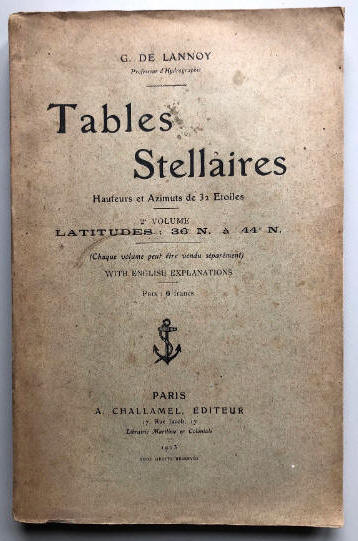 G. DE LANNOY
Professeur d'Hydrographie
Tables
Stellaires
Hauteurs et Azimuts de 32 Etoiles
2e VOLUME
LATITUDES : 36° N. à 44° N.
(Chaque volume peut être vendu séparément)
WITH ENGLISH EXPLANATIONS
Prix : 6 francs
PARIS
A. CHALLAMEL, ÉDITEUR
17, Rue Jacob, 17
Librairie Maritime et Coloniale
TOUS DROITS RÉSERVÉS